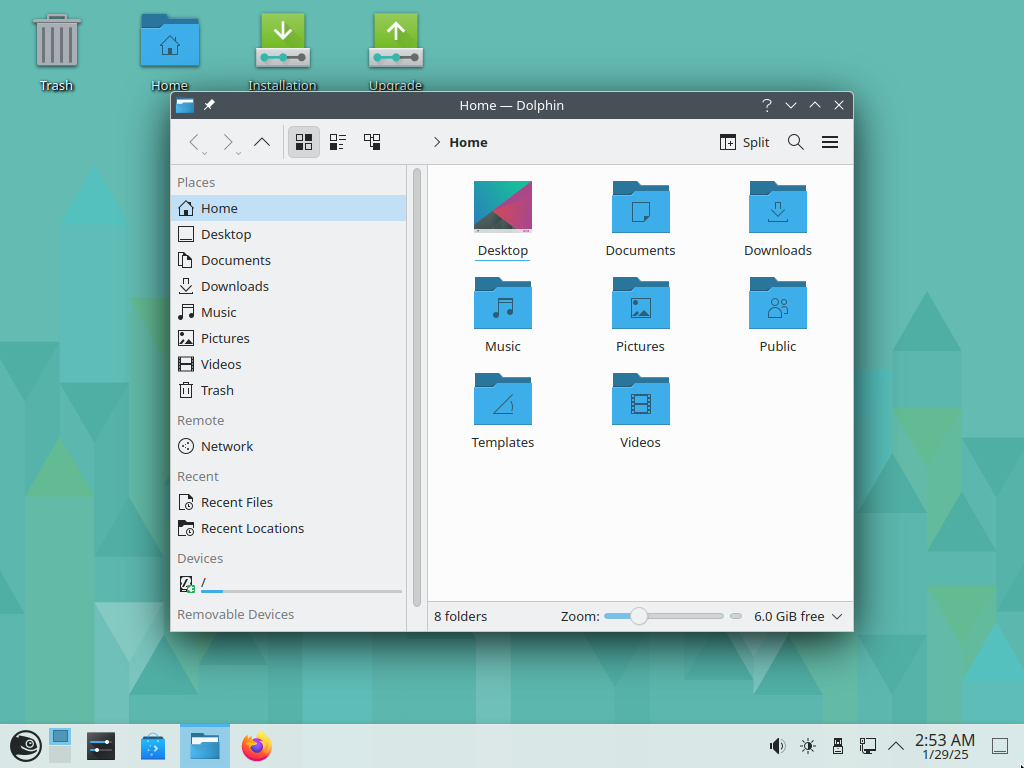 Trash
Home
Installation
Upgrade
Home — Dolphin
Home
Split
Places
Home
Desktop
Documents
Downloads
Music
Pictures
Videos
Trash
Remote
Network
Recent
Recent Files
Recent Locations
Devices
/
Removable Devices
Desktop
Documents
Downloads
Music
Pictures
Public
Templates
Videos
8 folders
Zoom:
6.0 GiB free
2:53 AM
1/29/25